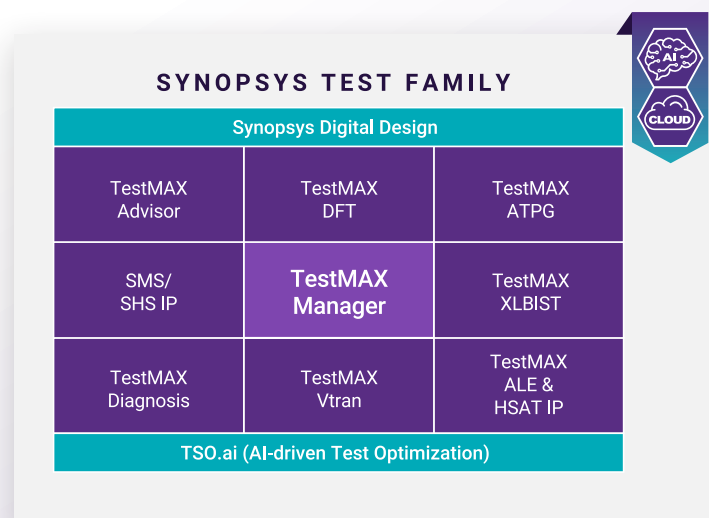 AI
SYNOPSYS TEST FAMILY
CLOUD
Synopsys Digital Design
TestMAX
Advisor
TestMAX
DFT
TestMAX
ATPG
SMS/
SHS IP
TestMAX
Manager
TestMAX
XLBIST
TestMAX
Diagnosis
TestMAX
Vtran
TestMAX
ALE &
HSAT IP
TSO.ai (AI-driven Test Optimization)